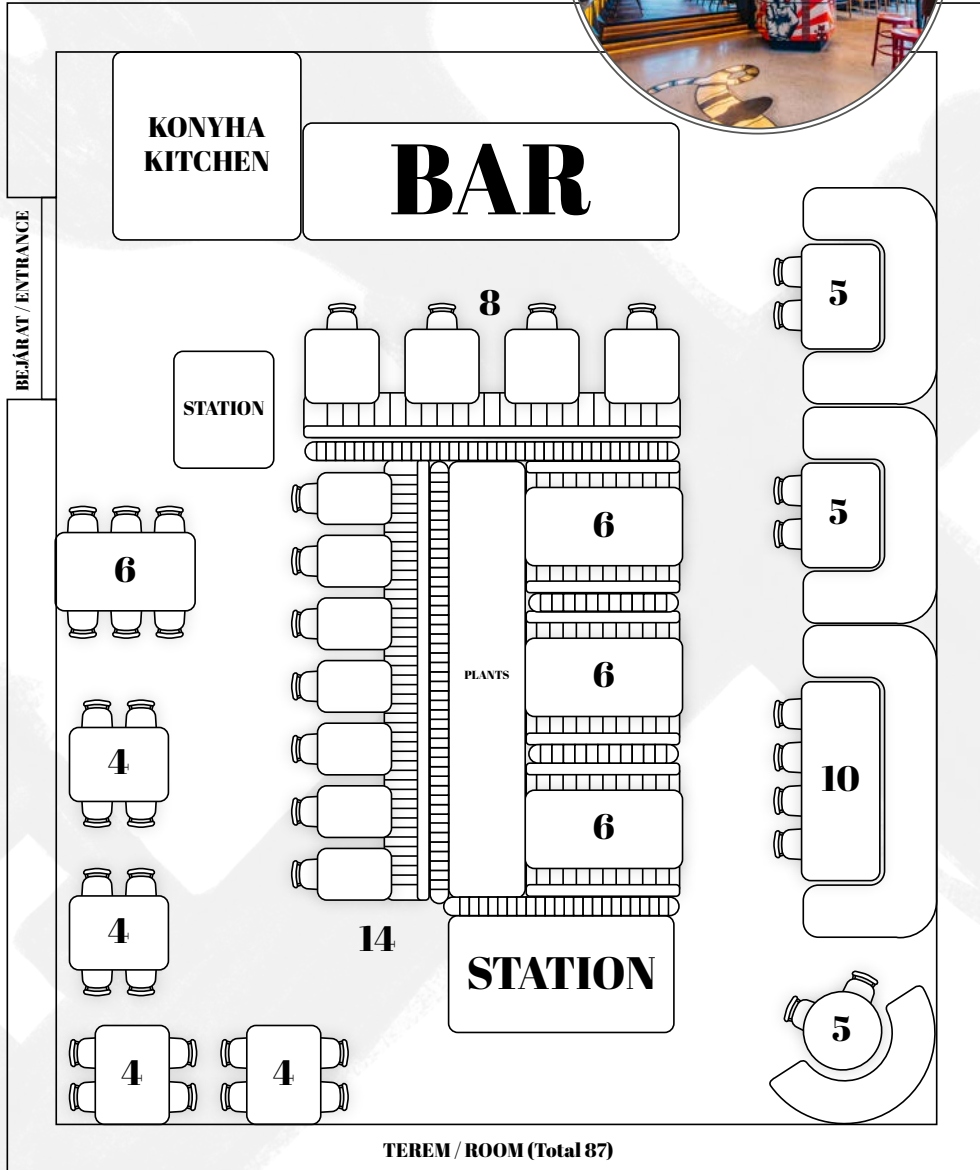 KONYHA
KITCHEN
BAR
BEJÁRAT / ENTRANCE
5
8
STATION
5
6
6
PLANTS
6
4
10
6
4
14
STATION
5
4
4
TEREM / ROOM (Total 87)